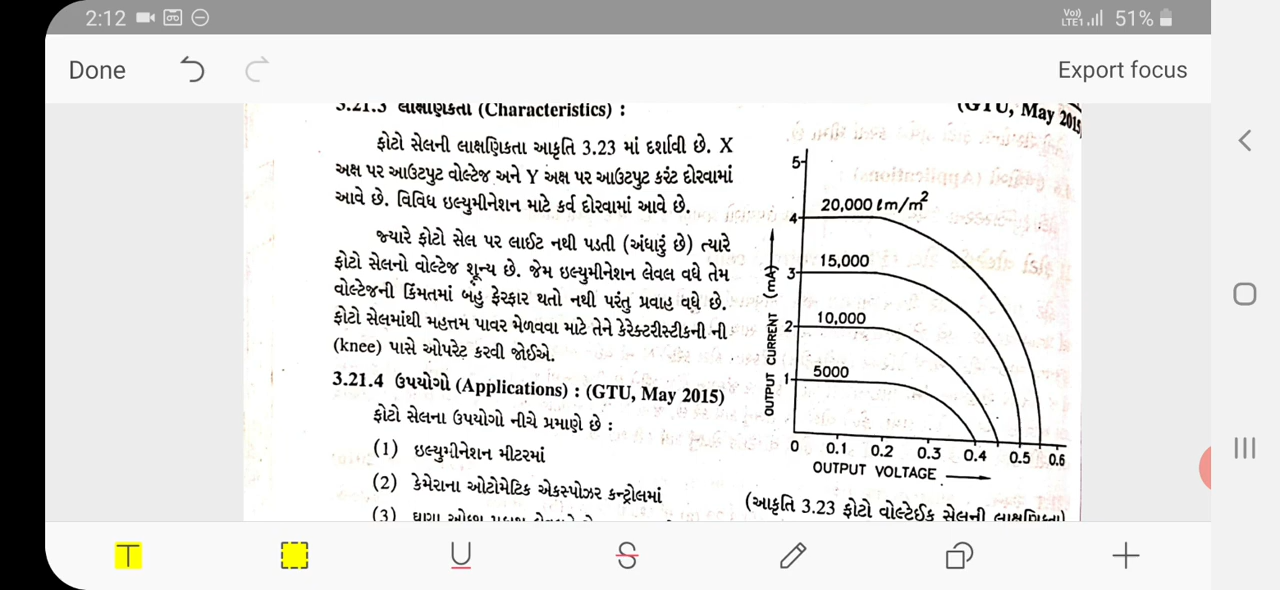 2:12
Vo))
LTE1
51%
Done
Export focus
3.21.3 લાક્ષણિકતા (Characteristics) :
(GTU, May 2015
ફોટો સેલની લાક્ષણિકતા આકૃતિ 3.23 માં દર્શાવી છે. X
અક્ષ પર આઉટપુટ વોલ્ટેજ અને Y અક્ષ પર આઉટપુટ કરંટ દોરવામાં
આવે છે. વિવિધ ઇલ્યુમીનેશન માટે કર્વ દોરવામાં આવે છે.
જ્યારે ફોટો સેલ પર લાઈટ નથી પડતી (અંધારું છે) ત્યારે
ફોટો સેલનો વોલ્ટેજ શૂન્ય છે. જેમ ઇલ્યુમીનેશન લેવલ વધે તેમ
વોલ્ટેજની કિંમતમાં બહુ ફેરફાર થતો નથી પરંતુ પ્રવાહ વધે છે.
ફોટો સેલમાંથી મહત્તમ પાવર મેળવવા માટે તેને કેરેક્ટરીસ્ટીકની ની
(knee) પાસે ઓપરેટ કરવી જોઈએ.
3.21.4 ઉપયોગો (Applications) : (GTU, May 2015)
ફોટો સેલના ઉપયોગો નીચે પ્રમાણે છે :
(1) ઇલ્યુમીનેશન મીટરમાં
(2) કેમેરાના ઓટોમેટિક એક્સપોઝર કન્ટ્રોલમાં
(3)
5
20,000 lm/m²
4
15,000
3
10,000
2
5000
1
OUTPUT CURRENT (mA)
0 0.1 0.2 0.3 0.4 0.5 0.6
OUTPUT VOLTAGE
(આકૃતિ 3.23 ફોટો વોલ્ટેઈક સેલની લાક્ષણિકતા)
T
U
S